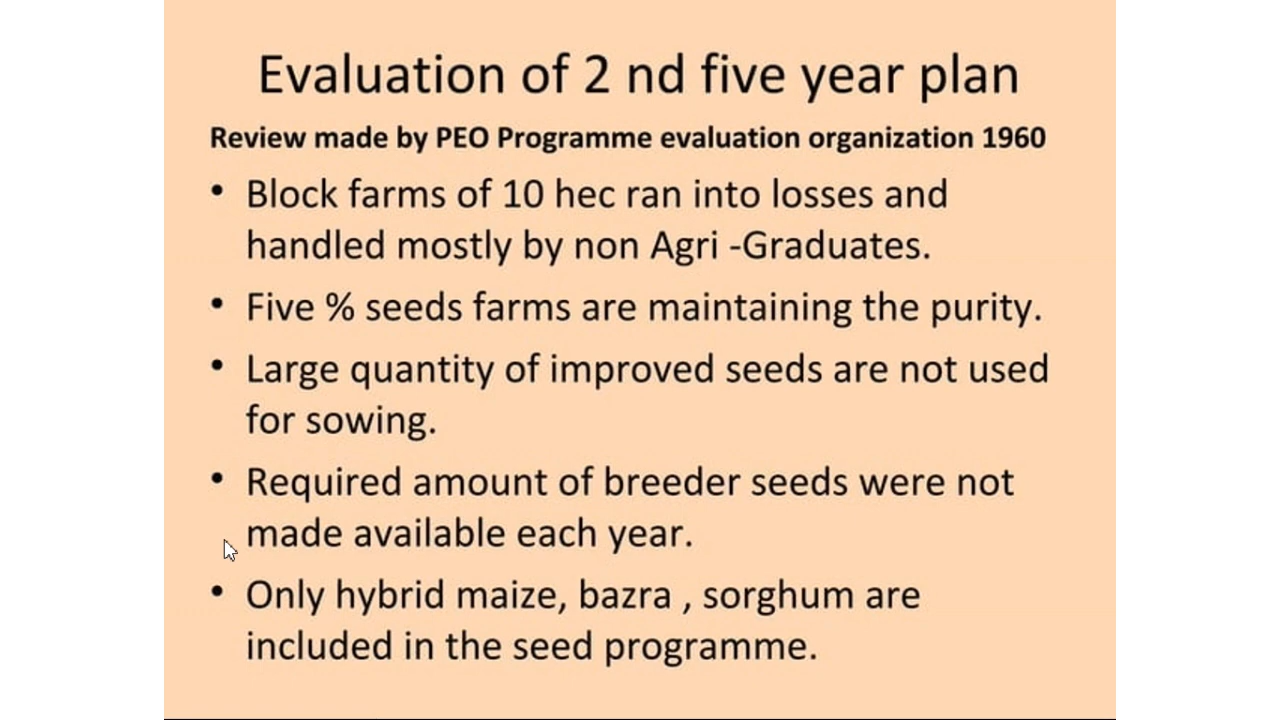 Evaluation of 2 nd five year plan
Review made by PEO Programme evaluation organization 1960
• Block farms of 10 hec ran into losses and
handled mostly by non Agri -Graduates.
• Five % seeds farms are maintaining the purity.
• Large quantity of improved seeds are not used
for sowing.
• Required amount of breeder seeds were not
made available each year.
• Only hybrid maize, bazra , sorghum are
included in the seed programme.